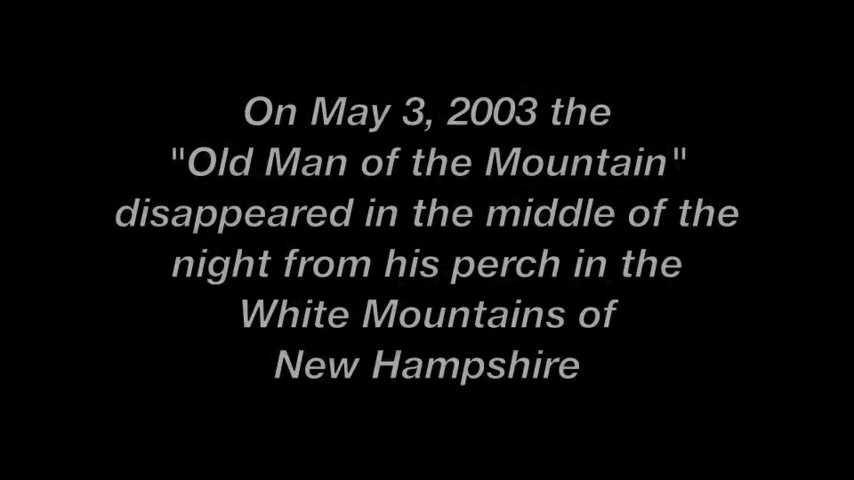 On May 3, 2003 the
"Old Man of the Mountain"
disappeared in the middle of the
night from his perch in the
White Mountains of
New Hampshire